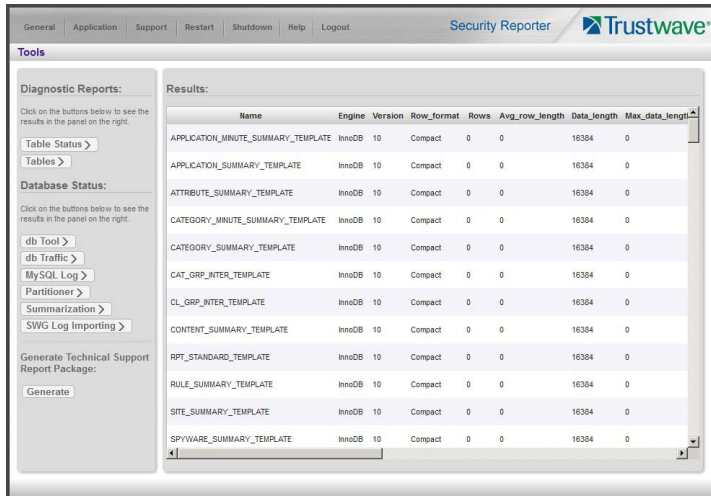 General Application Support Restart Shutdown Help Logout
Security Reporter
Trustwave
Tools
Diagnostic Reports:
Click on the buttons below to see the
results in the panel on the right.
Table Status >
Tables >
Database Status:
Click on the buttons below to see the
results in the panel on the right.
db Tool >
db Traffic >
MySQL Log >
Partitioner >
Summarization >
SWG Log Importing >
Generate Technical Support
Report Package:
Generate
Results:
Name Engine Version Row_format Rows Avg_row_length Data_length Max_data_length
APPLICATION_MINUTE_SUMMARY_TEMPLATE InnoDB 10 Compact 0 0 16384 0
APPLICATION_SUMMARY_TEMPLATE InnoDB 10 Compact 0 0 16384 0
ATTRIBUTE_SUMMARY_TEMPLATE InnoDB 10 Compact 0 0 16384 0
CATEGORY_MINUTE_SUMMARY_TEMPLATE InnoDB 10 Compact 0 0 16384 0
CATEGORY_SUMMARY_TEMPLATE InnoDB 10 Compact 0 0 16384 0
CAT_GRP_INTER_TEMPLATE InnoDB 10 Compact 0 0 16384 0
CL_GRP_INTER_TEMPLATE InnoDB 10 Compact 0 0 16384 0
CONTENT_SUMMARY_TEMPLATE InnoDB 10 Compact 0 0 16384 0
RPT_STANDARD_TEMPLATE InnoDB 10 Compact 0 0 16384 0
RULE_SUMMARY_TEMPLATE InnoDB 10 Compact 0 0 16384 0
SITE_SUMMARY_TEMPLATE InnoDB 10 Compact 0 0 16384 0
SPYWARE_SUMMARY_TEMPLATE InnoDB 10 Compact 0 0 16384 0